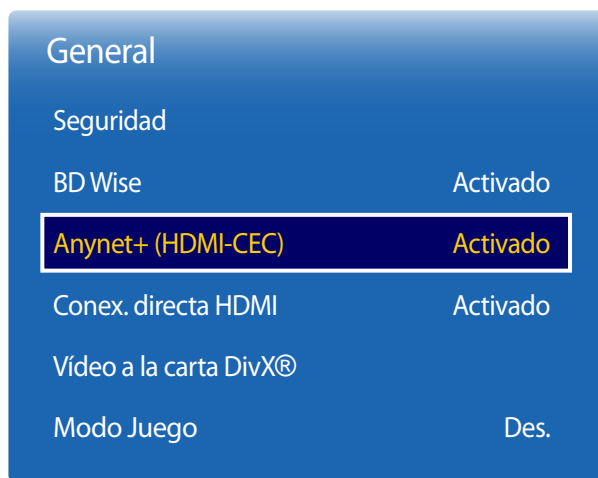 General
Seguridad
BD Wise Activado
Anynet+ (HDMI-CEC) Activado
Conex. directa HDMI Activado
Vídeo a la carta DivX®
Modo Juego Des.